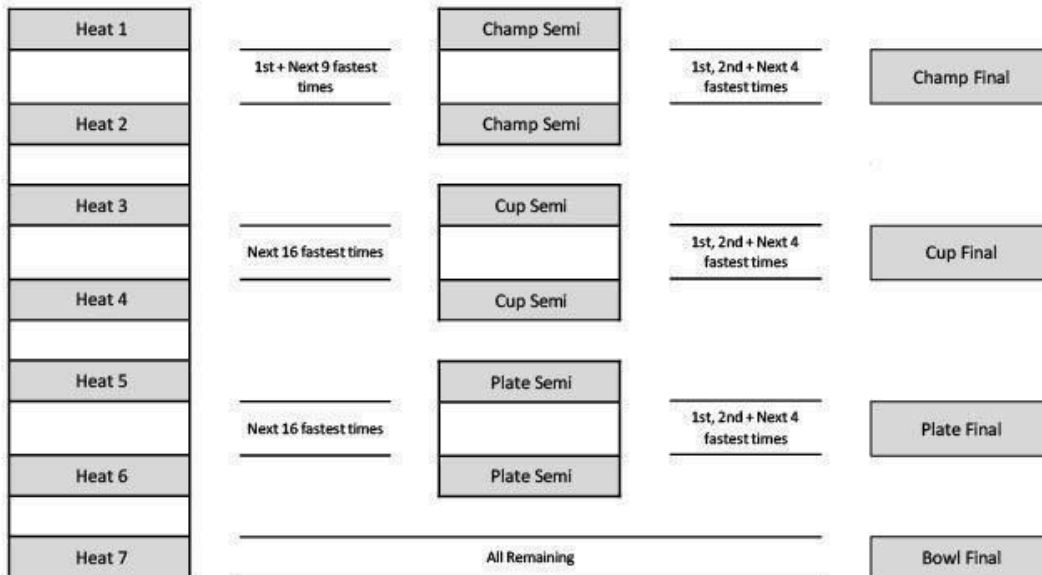 Heat 1
Champ Semi
1st + Next 9 fastest
times
1st, 2nd + Next 4
fastest times
Champ Final
Heat 2
Champ Semi
Heat 3
Cup Semi
Next 16 fastest times
1st, 2nd + Next 4
fastest times
Cup Final
Heat 4
Cup Semi
Heat 5
Plate Semi
Next 16 fastest times
1st, 2nd + Next 4
fastest times
Plate Final
Heat 6
Plate Semi
Heat 7
All Remaining
Bowl Final